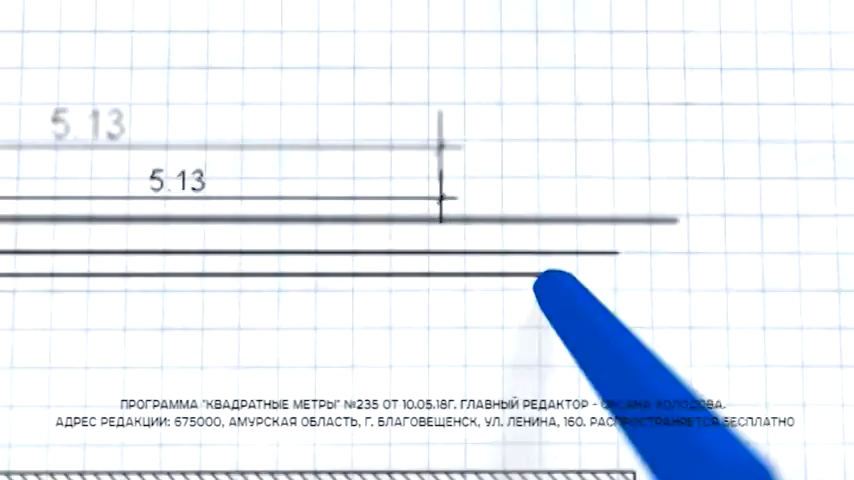 5.13
5.13
ПРОГРАММА "КВАДРАТНЫЕ МЕТРЫ" №235 ОТ 10.05.18Г. ГЛАВНЫЙ РЕДАКТОР -
АДРЕС РЕДАКЦИИ: 675000, АМУРСКАЯ ОБЛАСТЬ, Г. БЛАГОВЕЩЕНСК, УЛ. ЛЕНИНА, 160. РАСПРОСТРАНЯЕТСЯ БЕСПЛАТНО